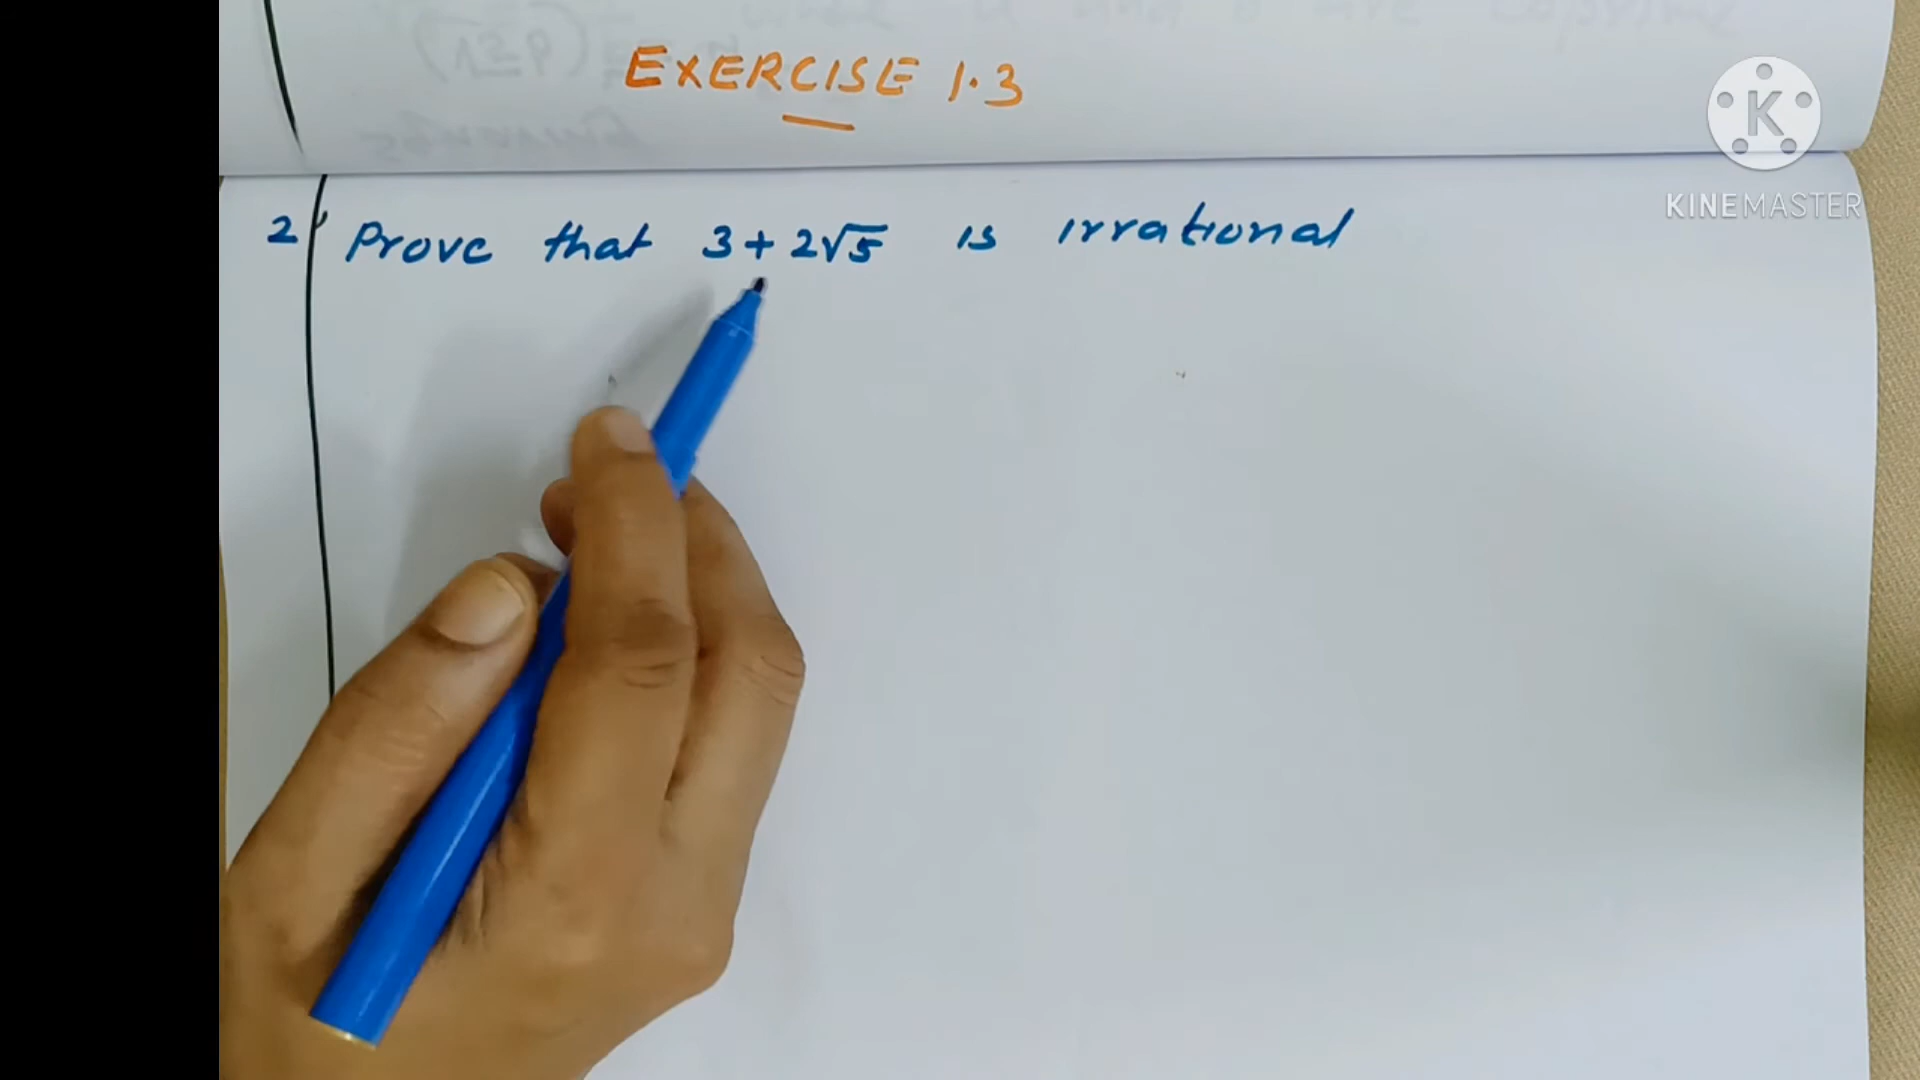 EXERCISE 1.3
K
KINEMASTER
2 Prove that 3+2√5 is irrational